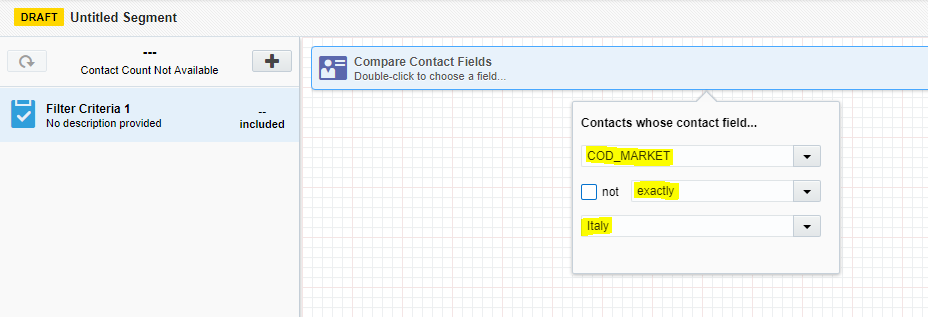 DRAFT Untitled Segment
---
Contact Count Not Available
Filter Criteria 1
No description provided
--
included
Compare Contact Fields
Double-click to choose a field...
Contacts whose contact field...
COD_MARKET
not exactly
Italy